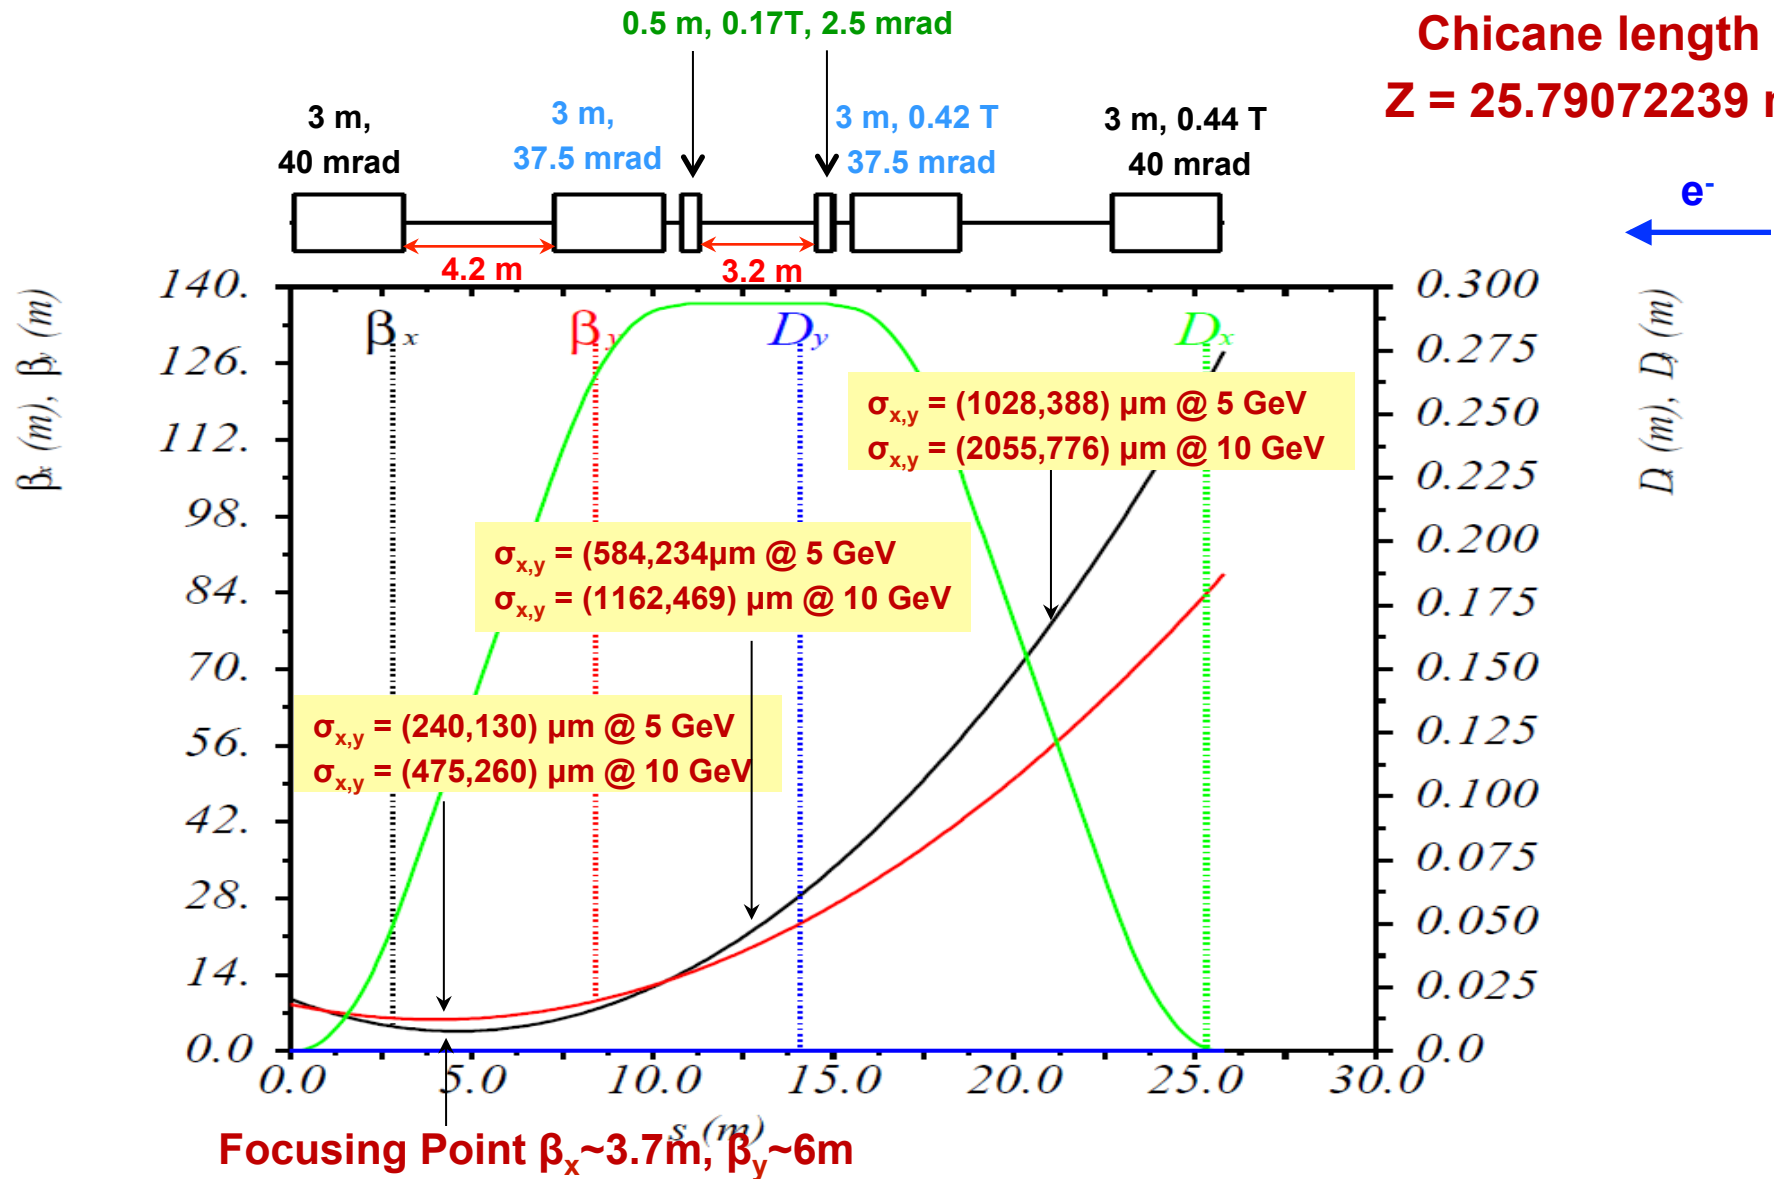 0.5 m, 0.17T, 2.5 mrad
Chicane length
Z = 25.79072239
3 m,
40 mrad
3 m,
37.5 mrad
3 m, 0.42 T
37.5 mrad
3 m, 0.44 T
40 mrad
e-
4.2 m
3.2 m
βx (m), βy (m)
140.
126.
112.
98.
84.
70.
56.
42.
28.
14.
0.0
βx
βy
Dy
Dx
σx,y = (1028,388) μm @ 5 GeV
σx,y = (2055,776) μm @ 10 GeV
σx,y = (584,234μm @ 5 GeV
σx,y = (1162,469) μm @ 10 GeV
σx,y = (240,130) μm @ 5 GeV
σx,y = (475,260) μm @ 10 GeV
0.300
0.275
0.250
0.225
0.200
0.175
0.150
0.125
0.100
0.075
0.050
0.025
0.0
Dx (m), Dy (m)
0.0 5.0 10.0 15.0 20.0 25.0 30.0
s (m)
Focusing Point βx~3.7m, βy~6m